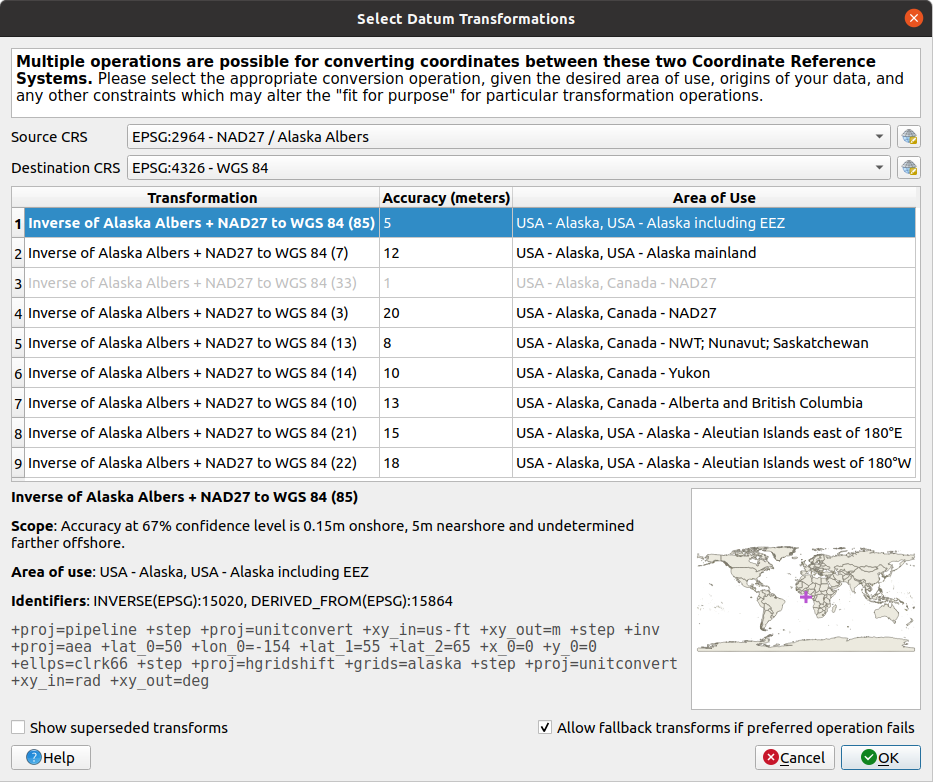 Select Datum Transformations
Multiple operations are possible for converting coordinates between these two Coordinate Reference
Systems. Please select the appropriate conversion operation, given the desired area of use, origins of your data, and
any other constraints which may alter the "fit for purpose" for particular transformation operations.
Source CRS EPSG:2964 - NAD27 / Alaska Albers
Destination CRS EPSG:4326 - WGS 84
Transformation Accuracy (meters) Area of Use
1 Inverse of Alaska Albers + NAD27 to WGS 84 (85) 5 USA - Alaska, USA - Alaska including EEZ
2 Inverse of Alaska Albers + NAD27 to WGS 84 (7) 12 USA - Alaska, USA - Alaska mainland
3 Inverse of Alaska Albers + NAD27 to WGS 84 (33) 1 USA - Alaska, Canada - NAD27
4 Inverse of Alaska Albers + NAD27 to WGS 84 (3) 20 USA - Alaska, Canada - NAD27
5 Inverse of Alaska Albers + NAD27 to WGS 84 (13) 8 USA - Alaska, Canada - NWT; Nunavut; Saskatchewan
6 Inverse of Alaska Albers + NAD27 to WGS 84 (14) 10 USA - Alaska, Canada - Yukon
7 Inverse of Alaska Albers + NAD27 to WGS 84 (10) 13 USA - Alaska, Canada - Alberta and British Columbia
8 Inverse of Alaska Albers + NAD27 to WGS 84 (21) 15 USA - Alaska, USA - Alaska - Aleutian Islands east of 180°E
9 Inverse of Alaska Albers + NAD27 to WGS 84 (22) 18 USA - Alaska, USA - Alaska - Aleutian Islands west of 180°W
Inverse of Alaska Albers + NAD27 to WGS 84 (85)
Scope: Accuracy at 67% confidence level is 0.15m onshore, 5m nearshore and undetermined
farther offshore.
Area of use: USA - Alaska, USA - Alaska including EEZ
Identifiers: INVERSE(EPSG):15020, DERIVED_FROM(EPSG):15864
+proj=pipeline +step +proj=unitconvert +xy_in=us-ft +xy_out=m +step +inv
+proj=aea +lat_0=50 +lon_0=-154 +lat_1=55 +lat_2=65 +x_0=0 +y_0=0
+ellps=clrk66 +step +proj=hgridshift +grids=alaska +step +proj=unitconvert
+xy_in=rad +xy_out=deg
Show superseded transforms Allow fallback transforms if preferred operation fails
Help Cancel OK